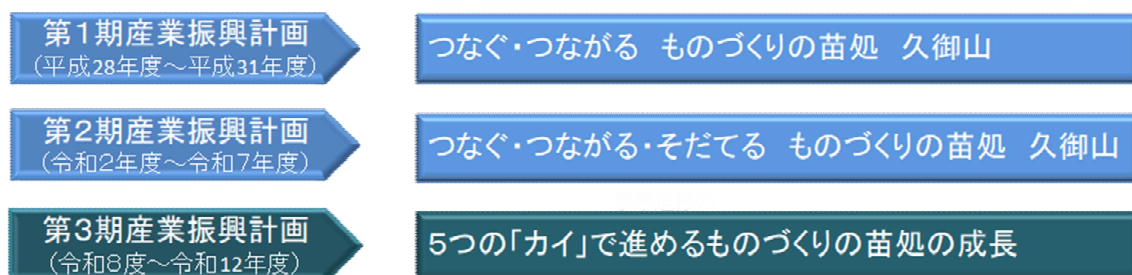 第1期産業振興計画
(平成28年度～平成31年度)
つなぐ・つながる　ものづくりの苗処　久御山
第2期産業振興計画
(令和2年度～令和7年度)
つなぐ・つながる・そだてる　ものづくりの苗処　久御山
第3期産業振興計画
(令和8度～令和12年度)
5つの「カイ」で進めるものづくりの苗処の成長